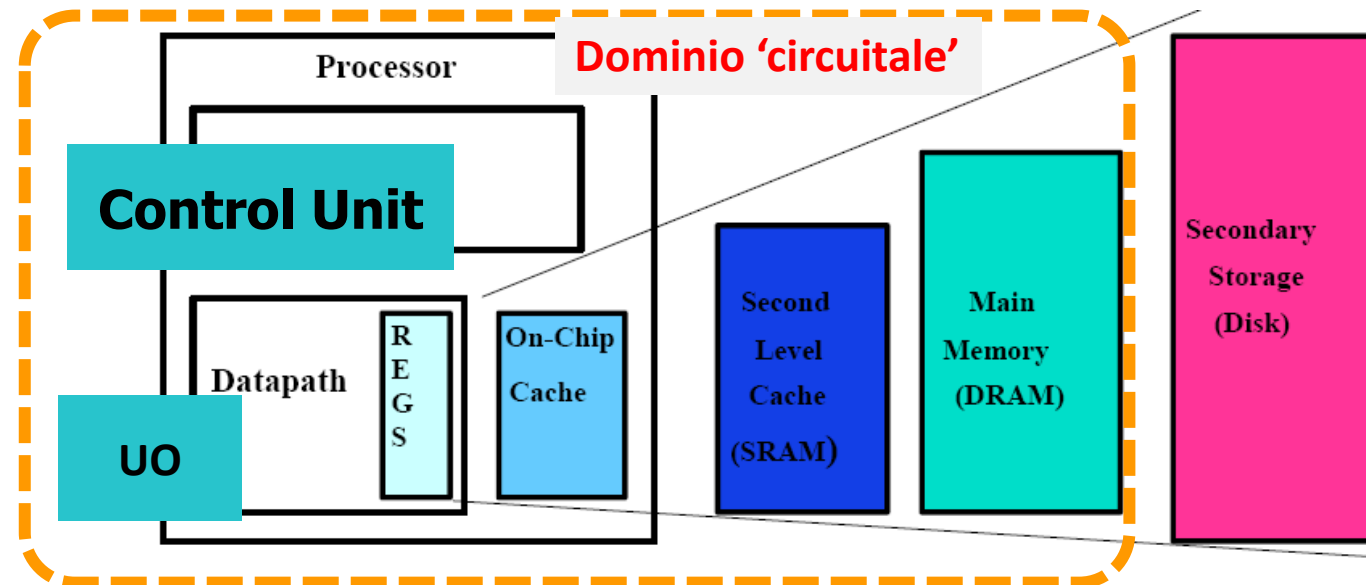 Dominio ‘circuitale’
Processor
Control Unit
Datapath
UO
R
E
G
S
On-Chip
Cache
Second
Level
Cache
(SRAM)
Main
Memory
(DRAM)
Secondary
Storage
(Disk)